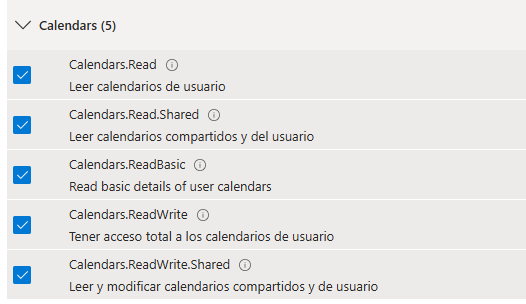 Calendars (5)
Calendars.Read
Leer calendarios de usuario
Calendars.Read.Shared
Leer calendarios compartidos y del usuario
Calendars.ReadBasic
Read basic details of user calendars
Calendars.ReadWrite
Tener acceso total a los calendarios de usuario
Calendars.ReadWrite.Shared
Leer y modificar calendarios compartidos y de usuario